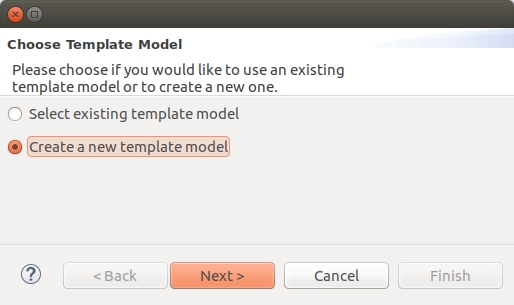 Choose Template Model
Please choose if you would like to use an existing
template model or to create a new one.
Select existing template model
Create a new template model
?
< Back
Next >
Cancel
Finish